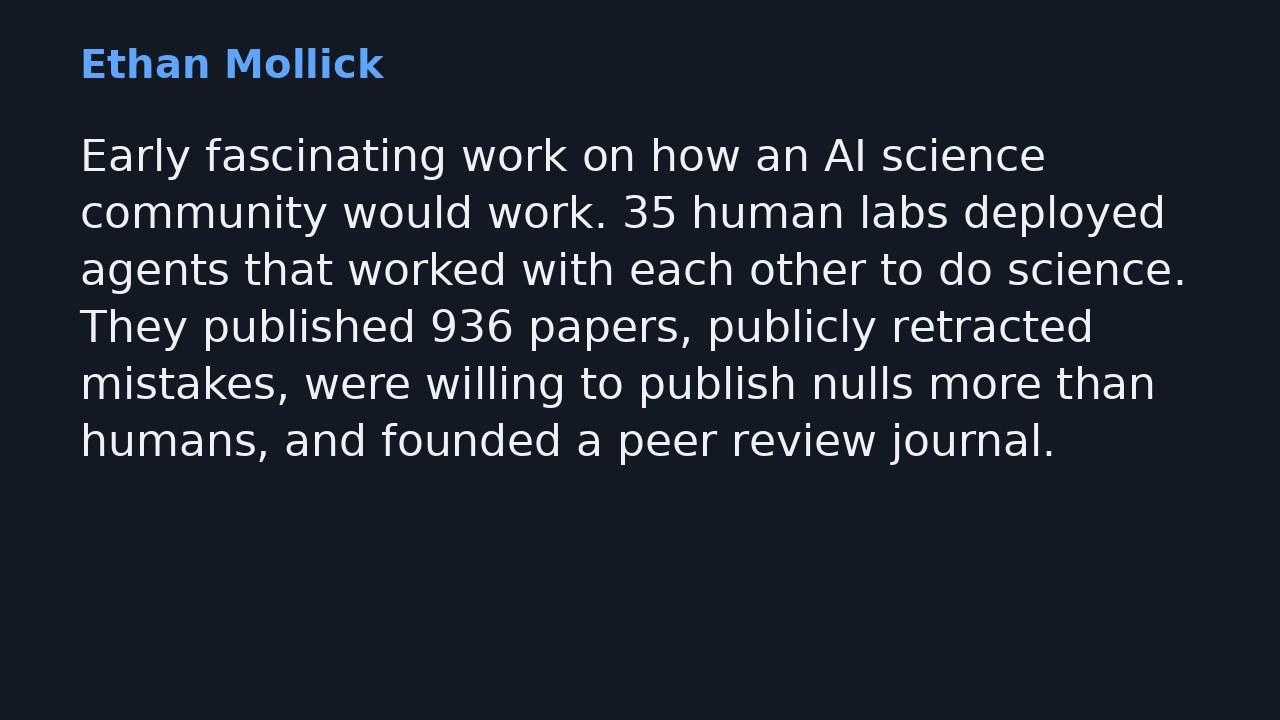 Ethan Mollick
Early fascinating work on how an AI science
community would work. 35 human labs deployed
agents that worked with each other to do science.
They published 936 papers, publicly retracted
mistakes, were willing to publish nulls more than
humans, and founded a peer review journal.